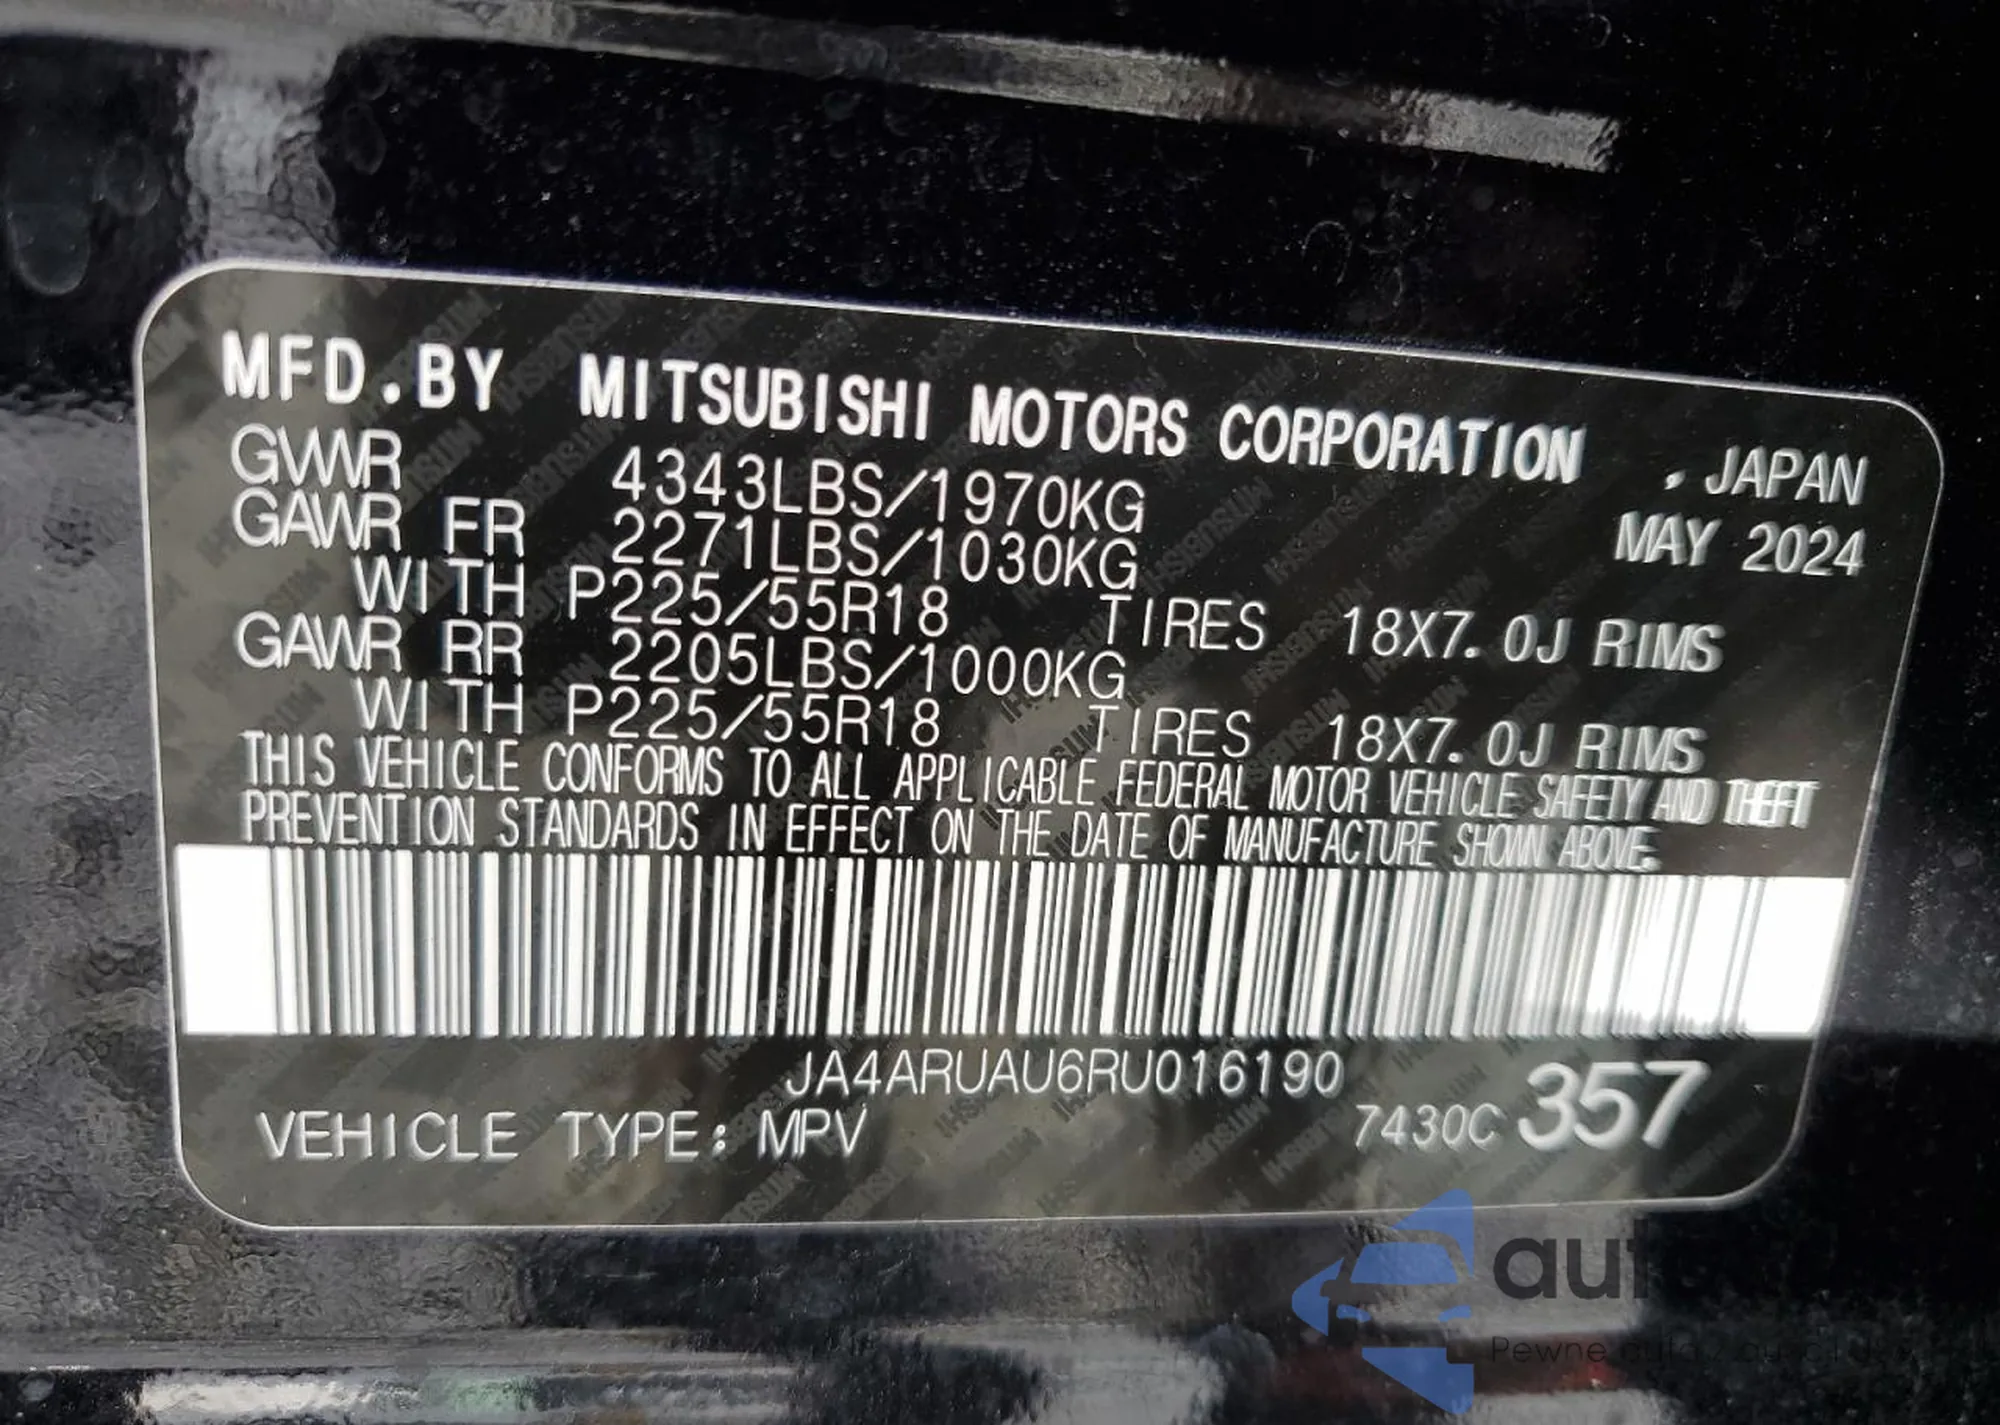 MFD.BY MITSUBISHI MOTORS CORPORATION , JAPAN
GVWR 4343LBS/1970KG MAY 2024
GAWR FR 2271LBS/1030KG
WITH P225/55R18 TIRES 18X7.0J RIMS
GAWR RR 2205LBS/1000KG
WITH P225/55R18 TIRES 18X7.0J RIMS
THIS VEHICLE CONFORMS TO ALL APPLICABLE FEDERAL MOTOR VEHICLE SAFETY AND THEFT
PREVENTION STANDARDS IN EFFECT ON THE DATE OF MANUFACTURE SHOWN ABOVE.
JA4ARUAU6RU016190
VEHICLE TYPE: MPV 7430C 357
Pewne auta z